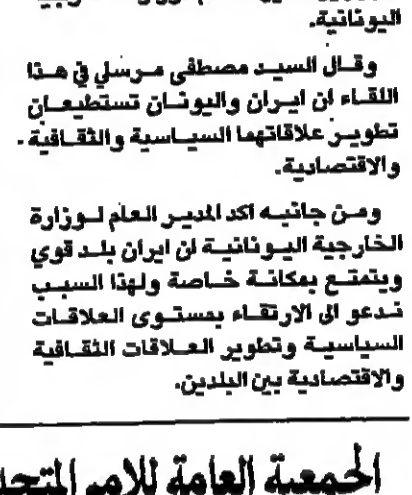 اليونانية.
وقال السيد مصطفى مرسلي في هذا
اللقاء ان ايران واليونان تستطيعان
تطوير علاقاتهما السياسية والثقافية
والاقتصادية.
ومن جانبه اكد المدير العام لوزارة
الخارجية اليونانية ان ايران بلد قوي
ويتمتع بمكانة خاصة ولهذا السبب
ندعو الى الارتقاء بمستوى العلاقات
السياسية وتطوير العلاقات الثقافية
والاقتصادية بين البلدين.
الجمعية العامة للامم